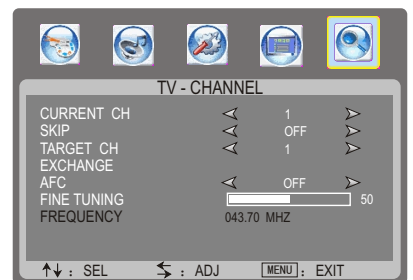 TV - CHANNEL
CURRENT CH 1
SKIP OFF
TARGET CH 1
EXCHANGE
AFC OFF
FINE TUNING 50
FREQUENCY 043.70 MHZ
: SEL : ADJ MENU : EXIT